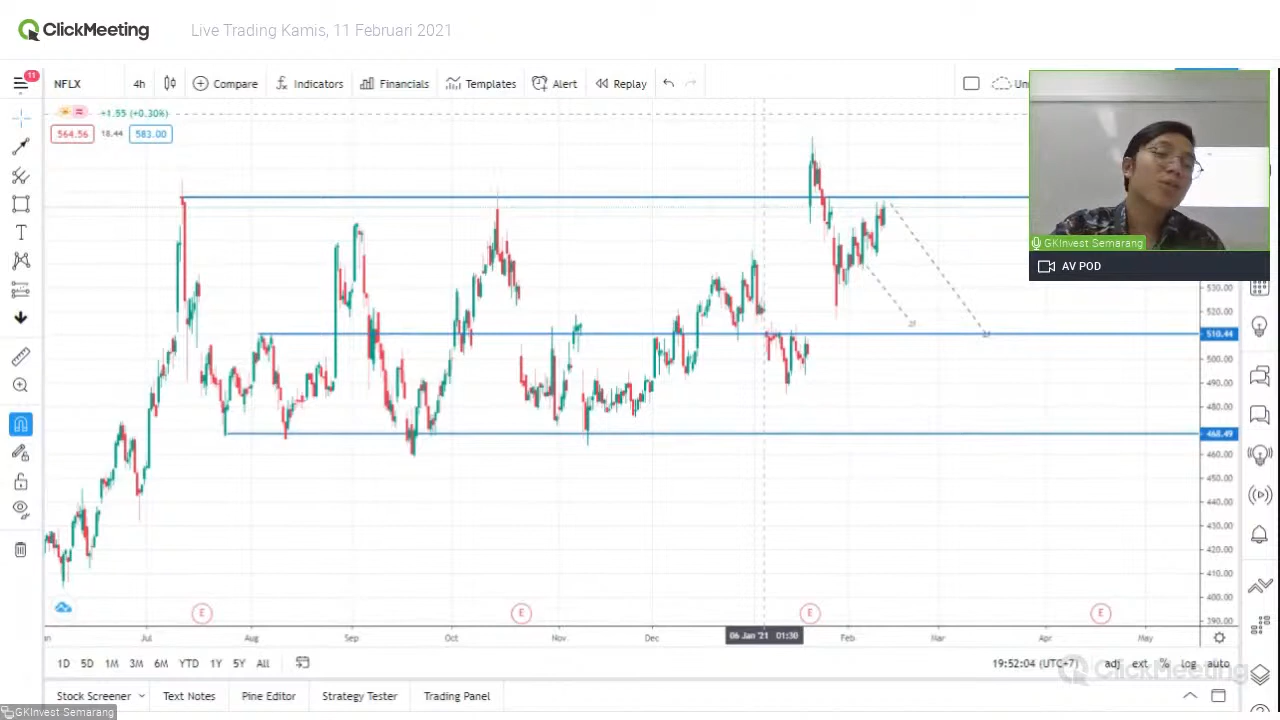 ClickMeeting
Live Trading Kamis, 11 Februari 2021
11
NFLX
4h
Compare
Indicators
Financials
Templates
Alert
Replay
Un
+1.55 (+0.30%)
564.56
18.44
583.00
GKInvest Semarang
AV POD
530.00
520.00
510.44
500.00
490.00
480.00
468.49
460.00
450.00
440.00
430.00
420.00
410.00
400.00
390.00
E
E
E
E
Jul
Aug
Sep
Oct
Nov
Dec
06 Jan '21 01:30
Feb
Mar
Apr
May
1D
5D
1M
3M
6M
YTD
1Y
5Y
All
19:52:04 (UTC+7)
adj
ext
%
log
auto
ClickMeeting
Stock Screener
Text Notes
Pine Editor
Strategy Tester
Trading Panel
GKInvest Semarang